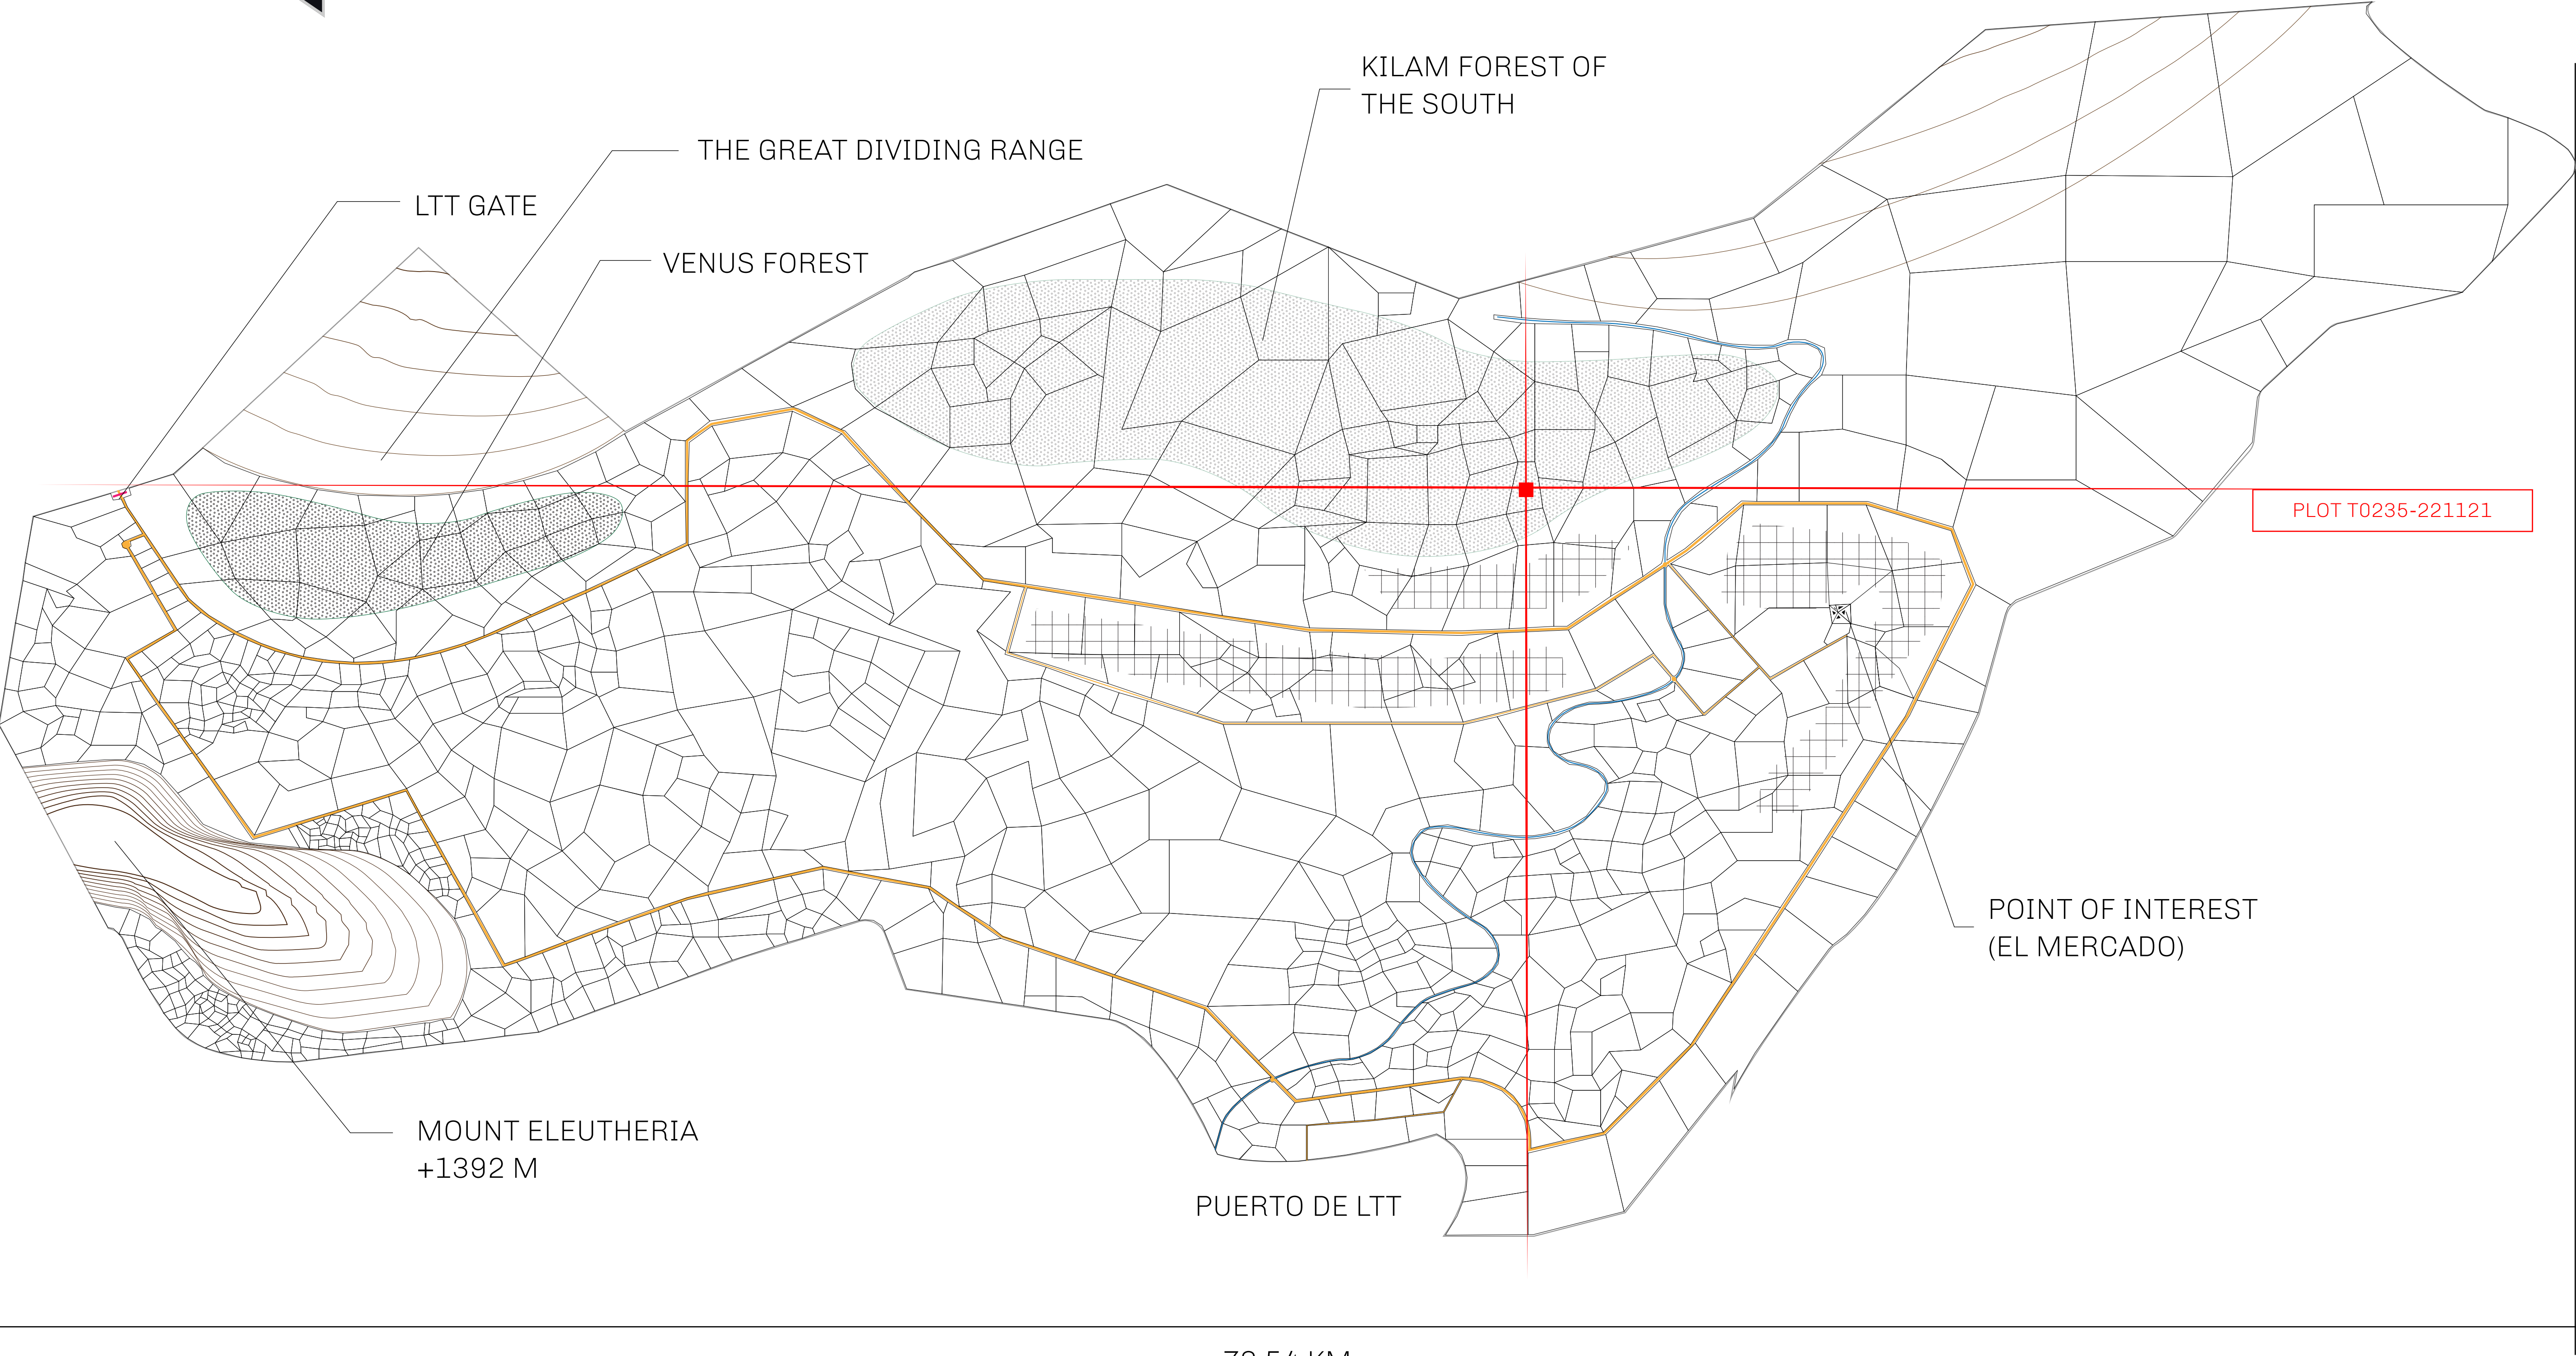 KILAM FOREST OF
THE SOUTH
THE GREAT DIVIDING RANGE
LTT GATE
VENUS FOREST
PLOT T0235-221121
POINT OF INTEREST
(EL MERCADO)
MOUNT ELEUTHERIA
+1392 M
PUERTO DE LTT
KM